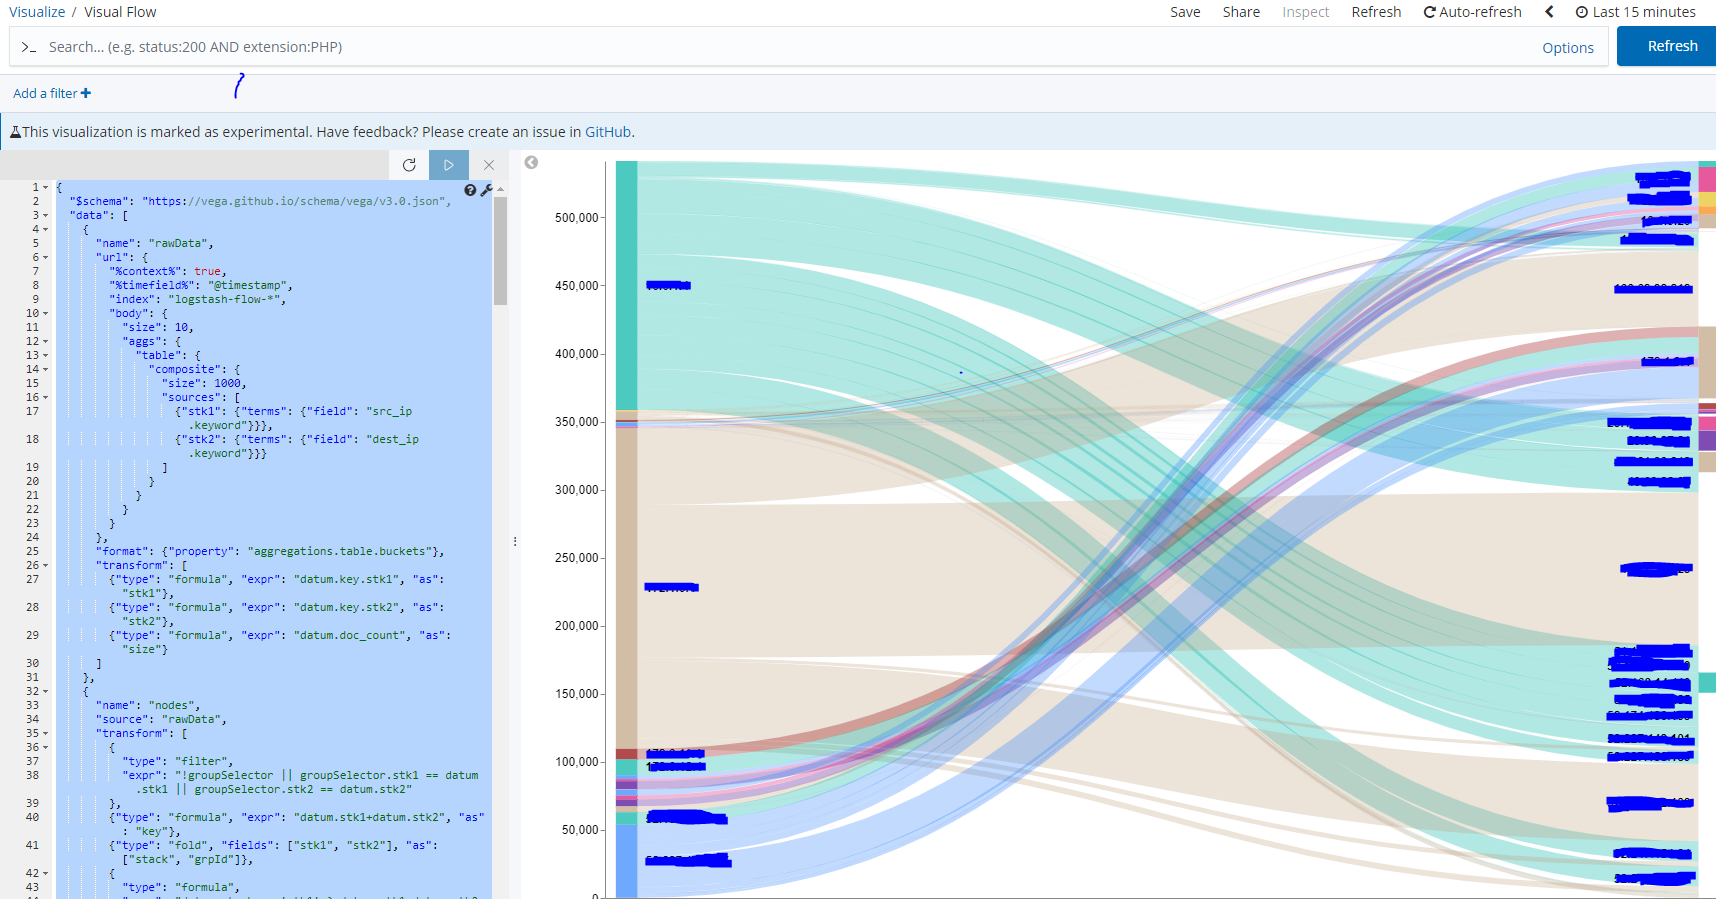 Visualize / Visual Flow
Save Share Inspect Refresh Auto-refresh Last 15 minutes
>_ Search... (e.g. status:200 AND extension:PHP)
Options
Refresh
Add a filter
This visualization is marked as experimental. Have feedback? Please create an issue in GitHub.
1 {
2 "$schema": "https://vega.github.io/schema/vega/v3.0.json",
3 "data": [
4 {
5 "name": "rawData",
6 "url": {
7 "%context%": true,
8 "%timefield%": "@timestamp",
9 "index": "logstash-flow-*",
10 "body": {
11 "size": 10,
12 "aggs": {
13 "table": {
14 "composite": {
15 "size": 1000,
16 "sources": [
17 {"stk1": {"terms": {"field": "src_ip
.keyword"}}},
18 {"stk2": {"terms": {"field": "dest_ip
.keyword"}}}
19 ]
20 }
21 }
22 }
23 }
24 },
25 "format": {"property": "aggregations.table.buckets"},
26 "transform": [
27 {"type": "formula", "expr": "datum.key.stk1", "as":
"stk1"},
28 {"type": "formula", "expr": "datum.key.stk2", "as":
"stk2"},
29 {"type": "formula", "expr": "datum.doc_count", "as":
"size"}
30 ]
31 },
32 {
33 "name": "nodes",
34 "source": "rawData",
35 "transform": [
36 {
37 "type": "filter",
38 "expr": "!groupSelector || groupSelector.stk1 == datum
.stk1 || groupSelector.stk2 == datum.stk2"
39 },
40 {"type": "formula", "expr": "datum.stk1+datum.stk2", "as"
: "key"},
41 {"type": "fold", "fields": ["stk1", "stk2"], "as":
["stack", "grpId"]},
42 {
43 "type": "formula",
500,000
450,000
400,000
350,000
300,000
250,000
200,000
150,000
100,000
50,000
0